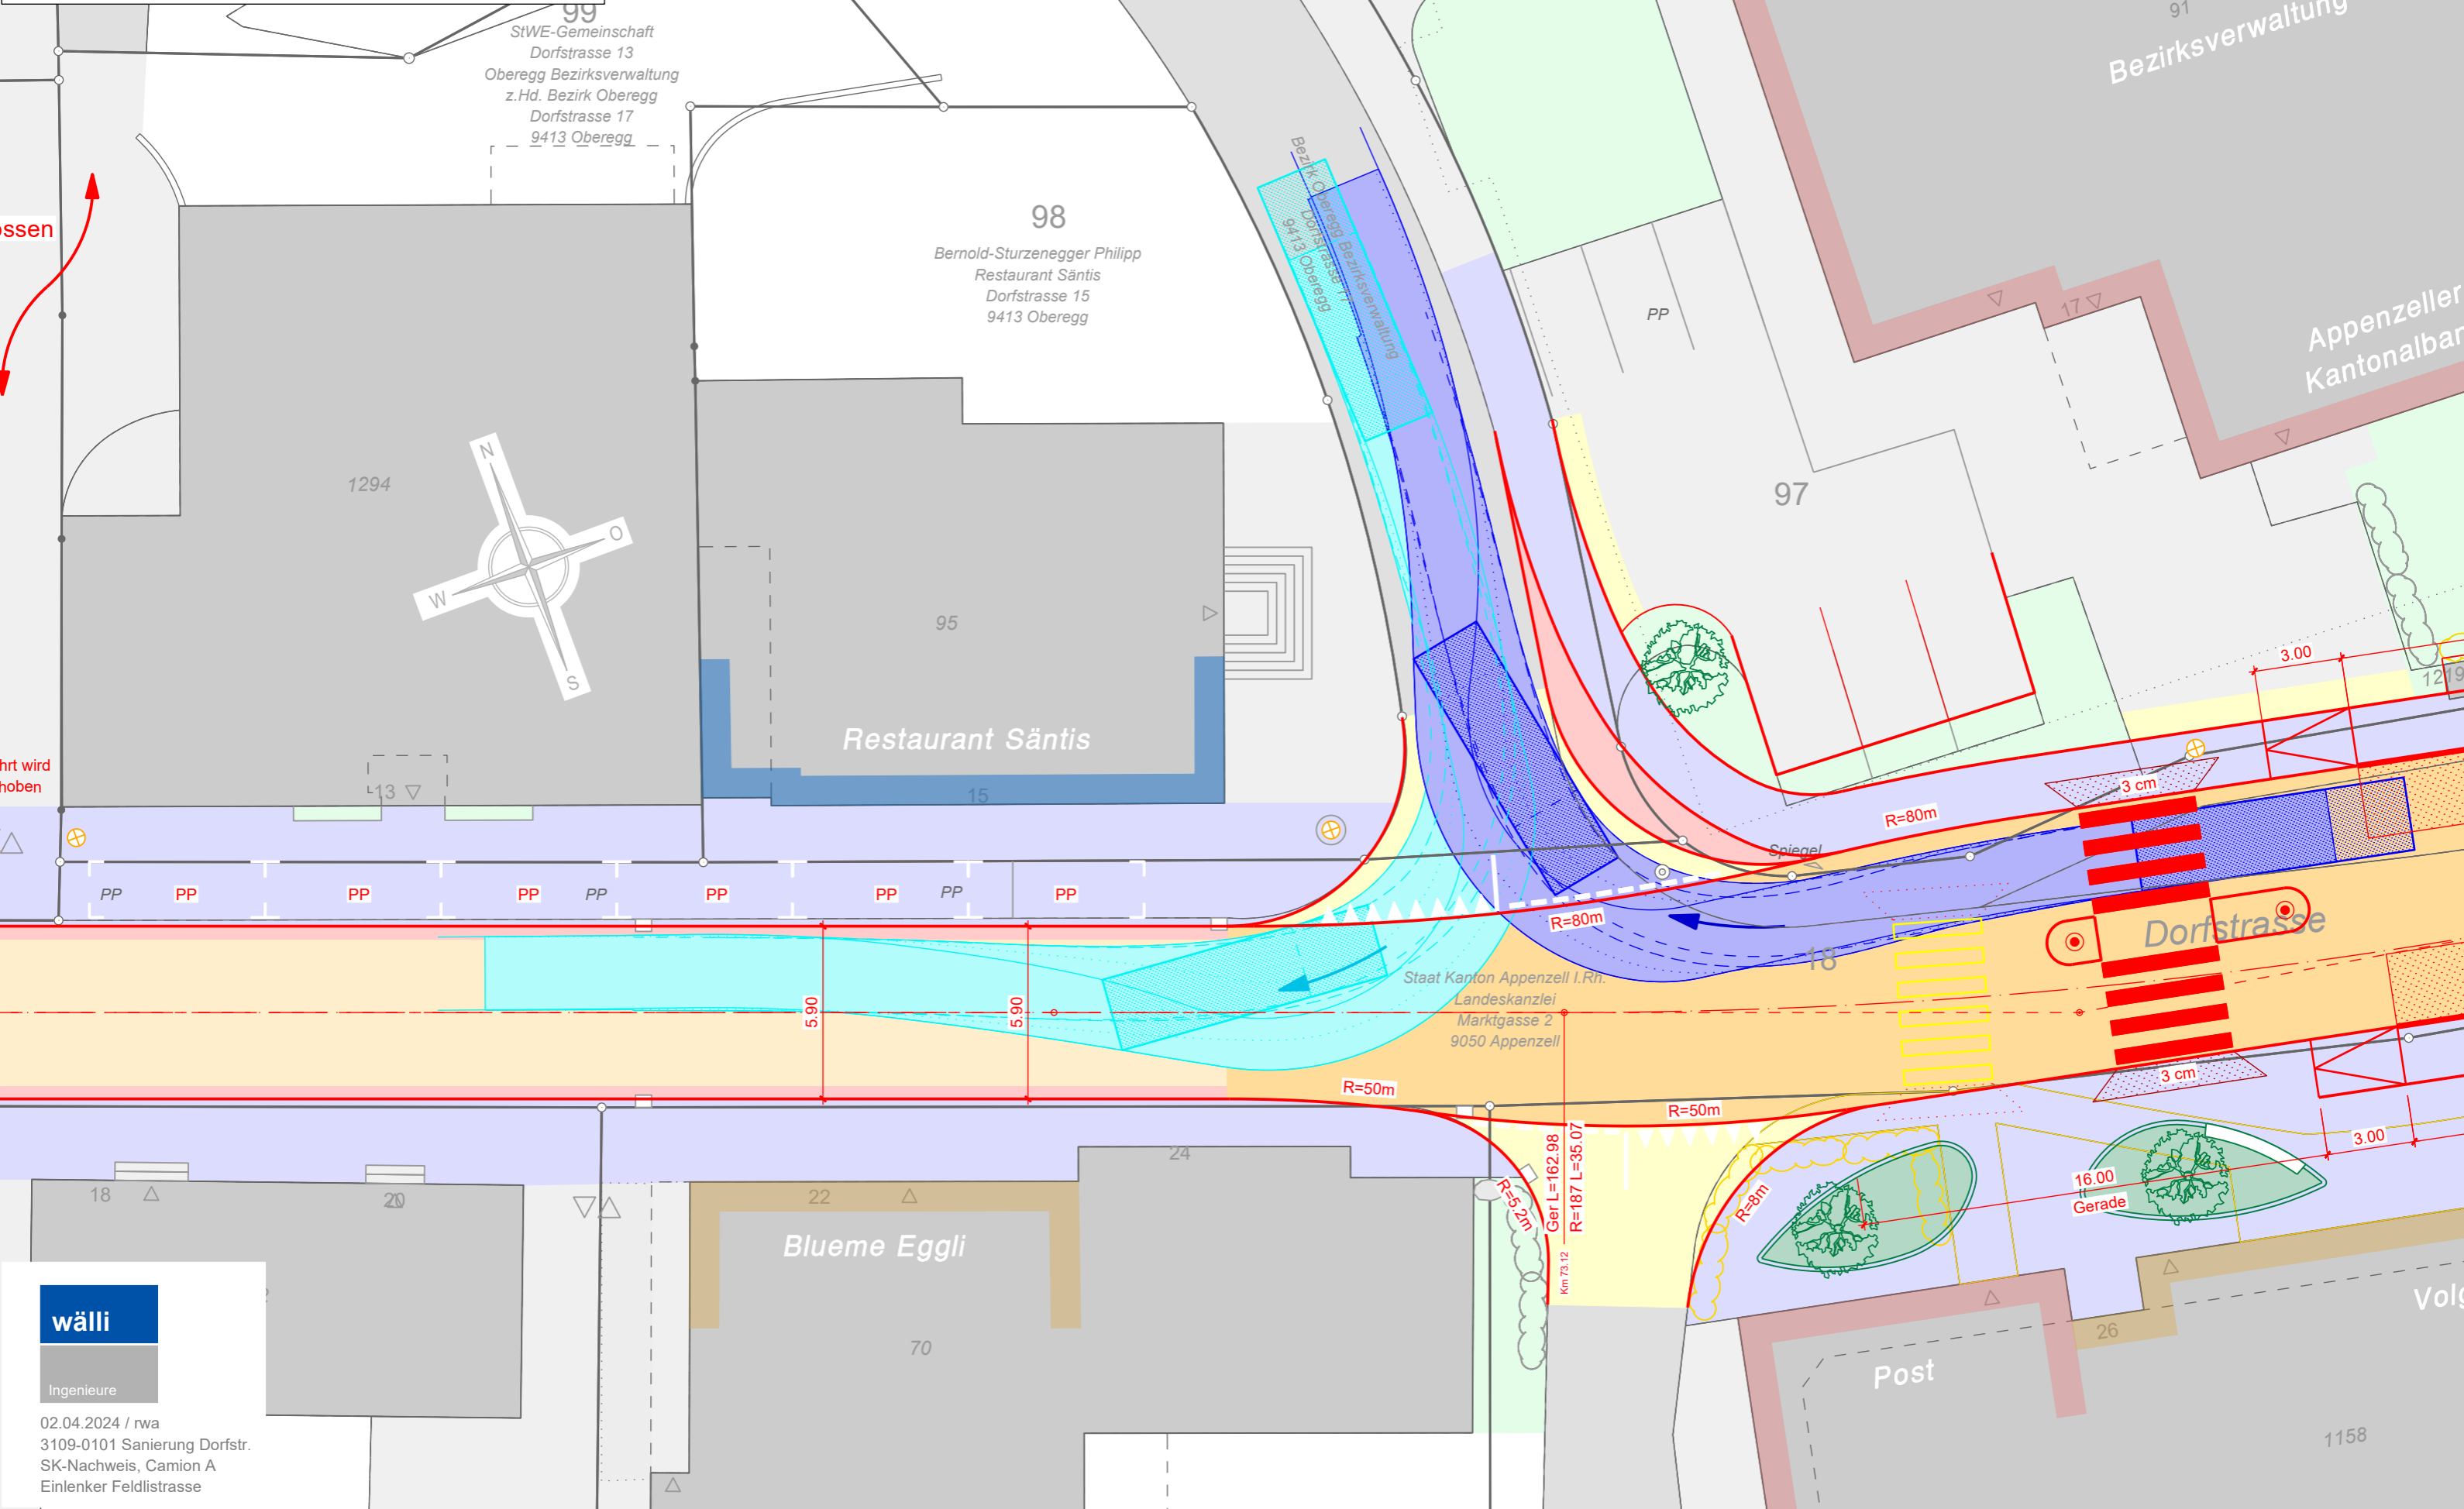 99
StWE-Gemeinschaft
Dorfstrasse 13
Oberegg Bezirksverwaltung
z.Hd. Bezirk Oberegg
Dorfstrasse 17
9413 Oberegg
91
Bezirksverwaltung
98
Bernold-Sturzenegger Philipp
Restaurant Säntis
Dorfstrasse 15
9413 Oberegg
Bezirk Oberegg Bezirksverwaltung
Dorfstrasse 17
9413 Oberegg
ossen
PP
17
Appenzeller
Kantonalban
1294
N
O
W
S
97
95
Restaurant Säntis
13
15
hrt wird
hoben
3.00
1219
3 cm
R=80m
Spiegel
PP
PP
PP
PP
PP
PP
PP
PP
PP
R=80m
Dorfstrasse
18
Staat Kanton Appenzell I.Rh.
Landeskanzlei
Marktgasse 2
9050 Appenzell
5.90
5.90
R=50m
R=50m
3 cm
3.00
16.00
Gerade
Ger L=162.98
R=187 L=35.07
Km 73.12
R=5.2m
R=8m
24
18
20
22
Blueme Eggli
70
26
Volg
Post
1158
wälli
Ingenieure
02.04.2024 / rwa
3109-0101 Sanierung Dorfstr.
SK-Nachweis, Camion A
Einlenker Feldlistrasse